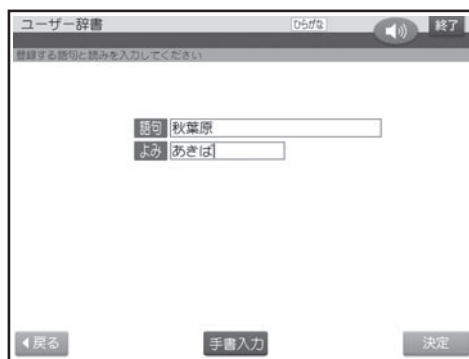 ユーザー辞書 ひらがな 終了
登録する語句と読みを入力してください
語句 秋葉原
よみ あきば
戻る 手書入力 決定